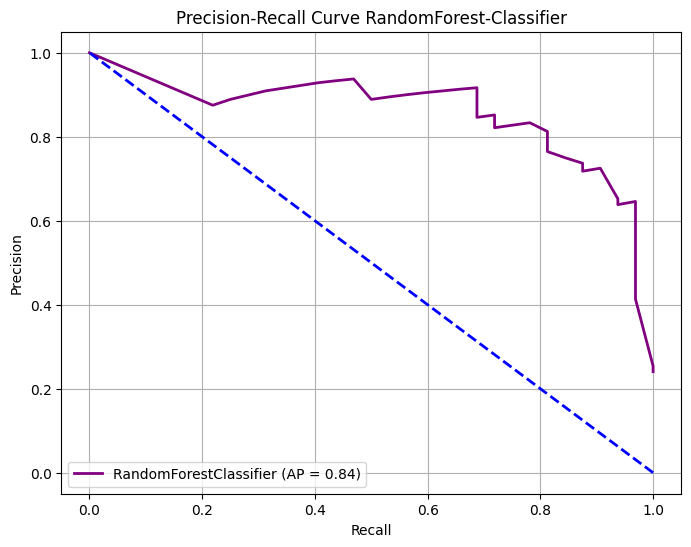 Precision-Recall Curve RandomForest-Classifier
1.0
0.8
0.6
0.4
0.2
0.0
Precision
RandomForestClassifier (AP = 0.84)
0.0 0.2 0.4 0.6 0.8 1.0
Recall